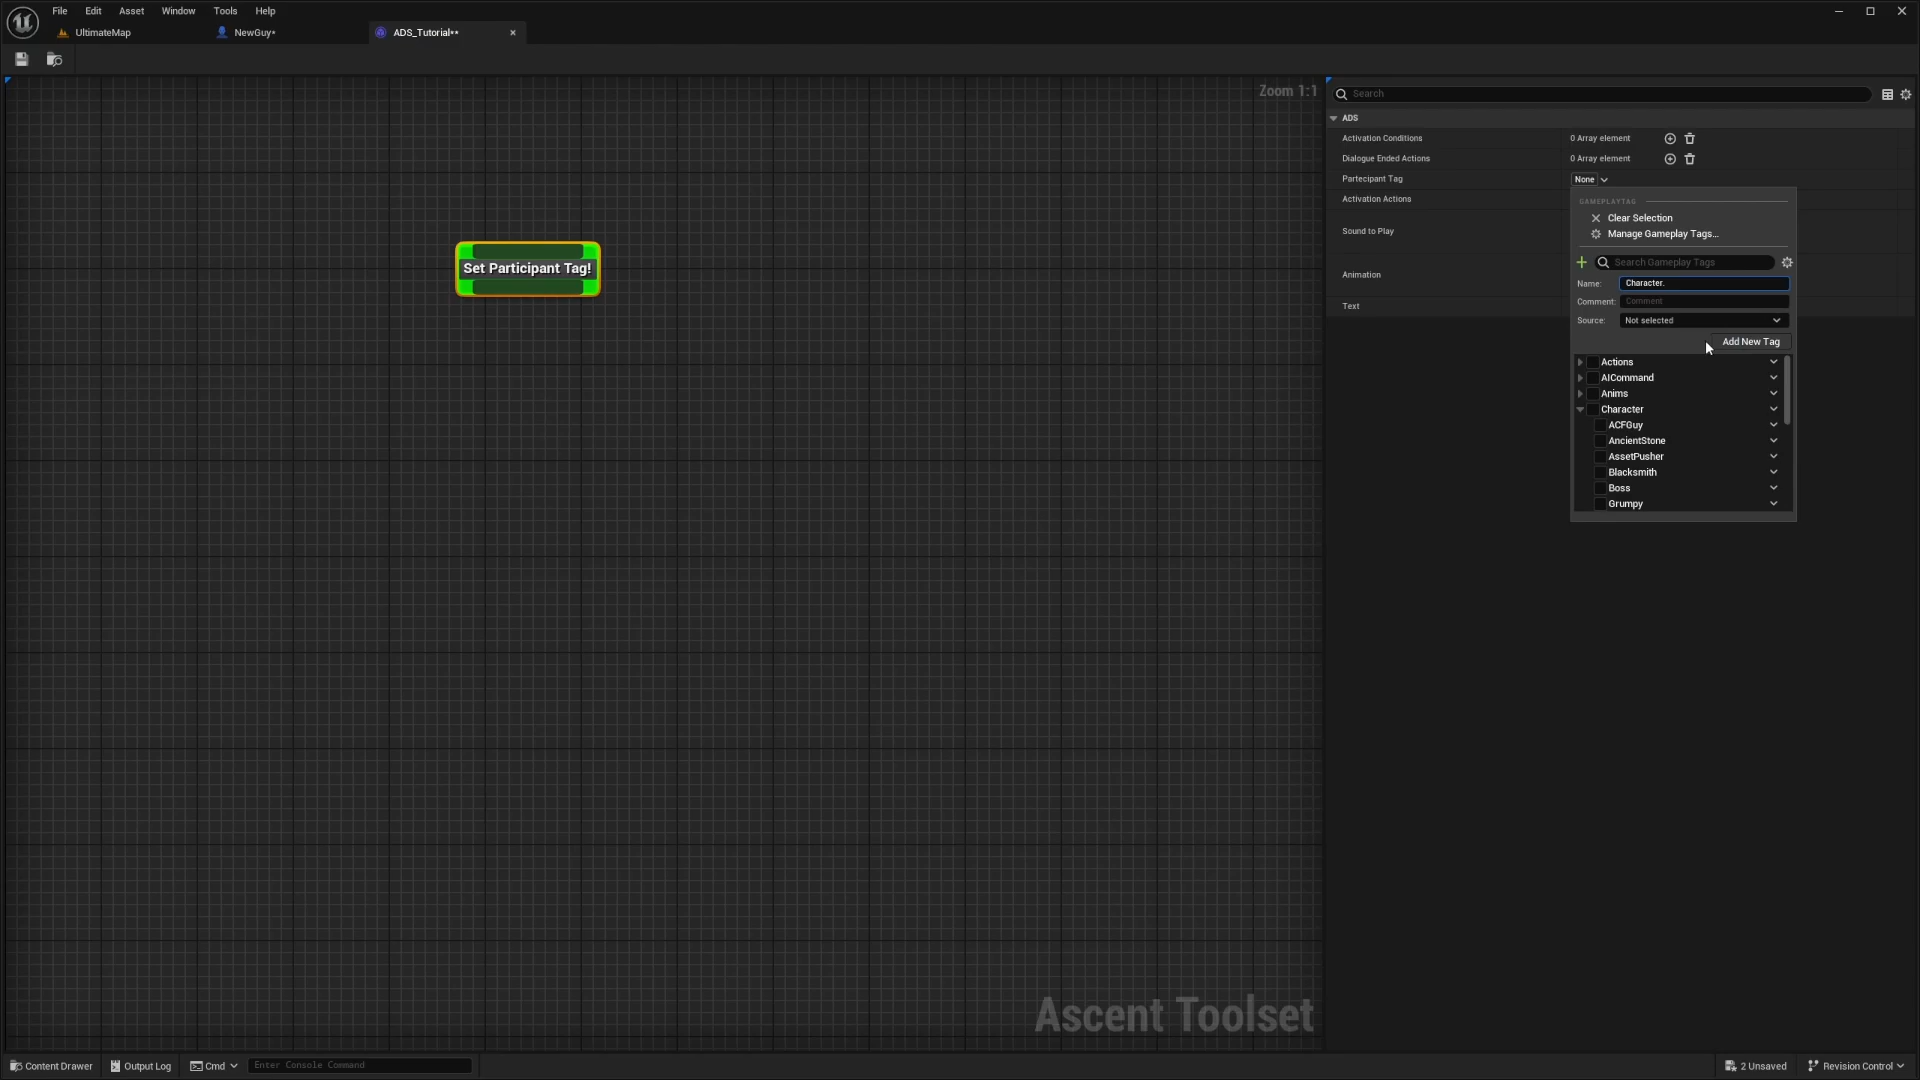 File Edit Asset Window Tools Help
UltimateMap
NewGuy*
ADS_Tutorial**
Zoom 1:1
Search
ADS
Activation Conditions
0 Array element
Dialogue Ended Actions
0 Array element
Partecipant Tag
None
Activation Actions
Sound to Play
Animation
Text
GAMEPLAYTAG
Clear Selection
Manage Gameplay Tags...
Search Gameplay Tags
Name: Character.
Comment: Comment
Source: Not selected
Add New Tag
Actions
AICommand
Anims
Character
ACFGuy
AncientStone
AssetPusher
Blacksmith
Boss
Grumpy
Set Participant Tag!
Ascent Toolset
Content Drawer
Output Log
Cmd
Enter Console Command
2 Unsaved
Revision Control